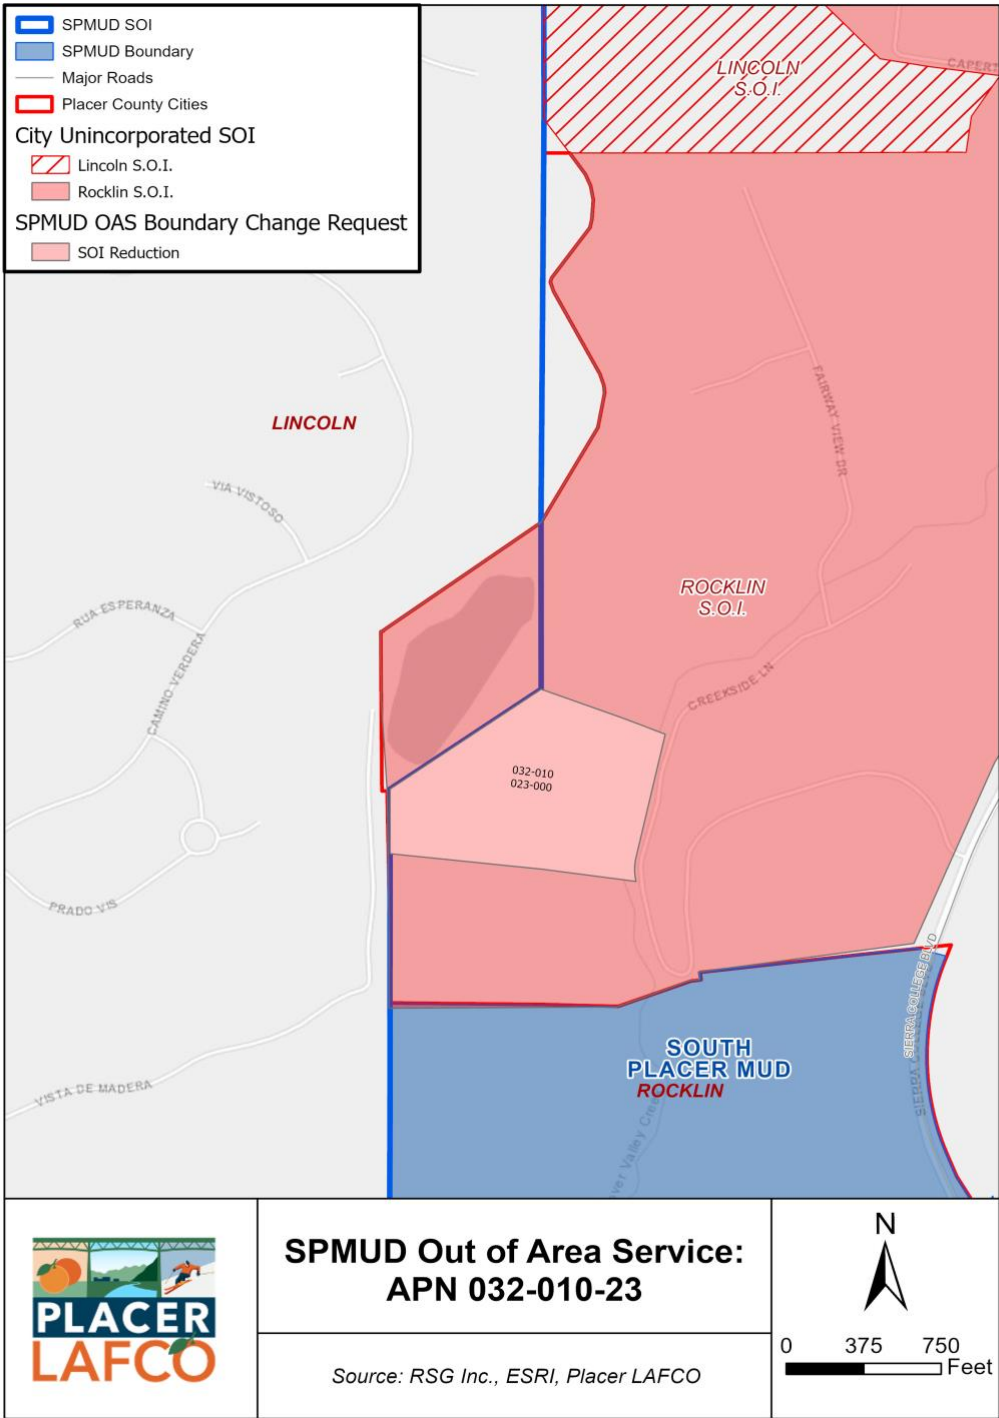 SPMUD SOI
SPMUD Boundary
Major Roads
Placer County Cities
City Unincorporated SOI
Lincoln S.O.I.
Rocklin S.O.I.
SPMUD OAS Boundary Change Request
SOI Reduction
LINCOLN
S.O.I.
FAIRWAY VIEW DR
LINCOLN
VIA VISTOSO
ROCKLIN
S.O.I.
RUA ESPERANZA
CAMINO VERDERA
CREEKSIDE LN
032-010
023-000
PRADO VIS
SIERRA COLLEGE BLVD
SOUTH
PLACER MUD
ROCKLIN
VISTA DE MADERA
Valley Cree
PLACER
LAFCO
SPMUD Out of Area Service:
APN 032-010-23
Source: RSG Inc., ESRI, Placer LAFCO
N
0 375 750
Feet